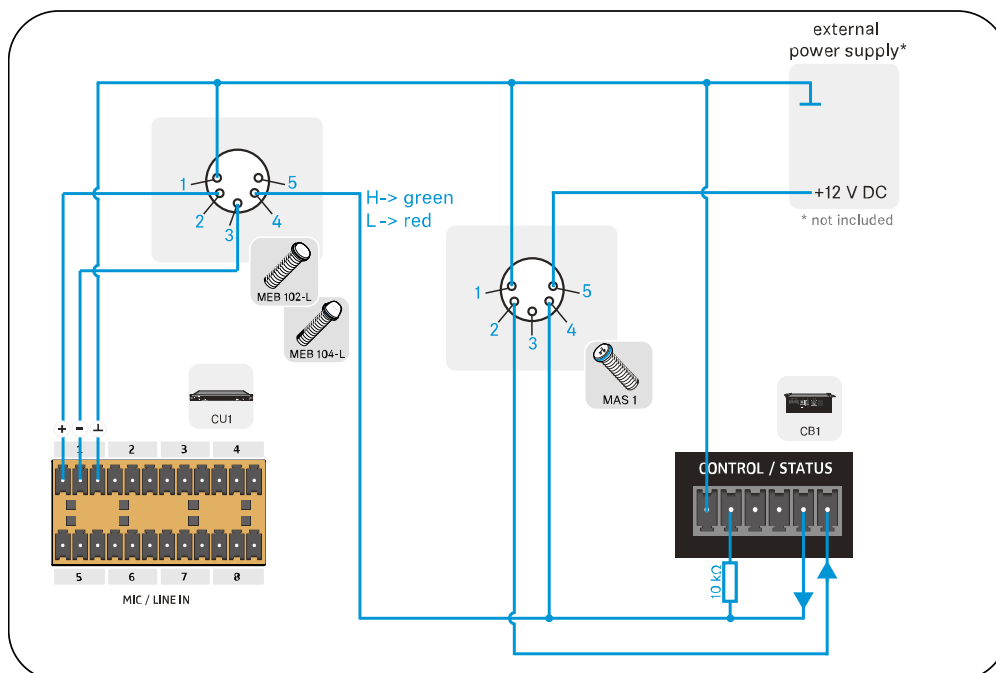 external
power supply*
+12 V DC
* not included
1
2
3
4
5
H-> green
L-> red
MEB 102-L
MEB 104-L
1
2
3
4
5
MAS 1
CU1
CB1
+ − ⊥
1 2 3 4
5 6 7 8
MIC / LINE IN
CONTROL / STATUS
10 kΩ